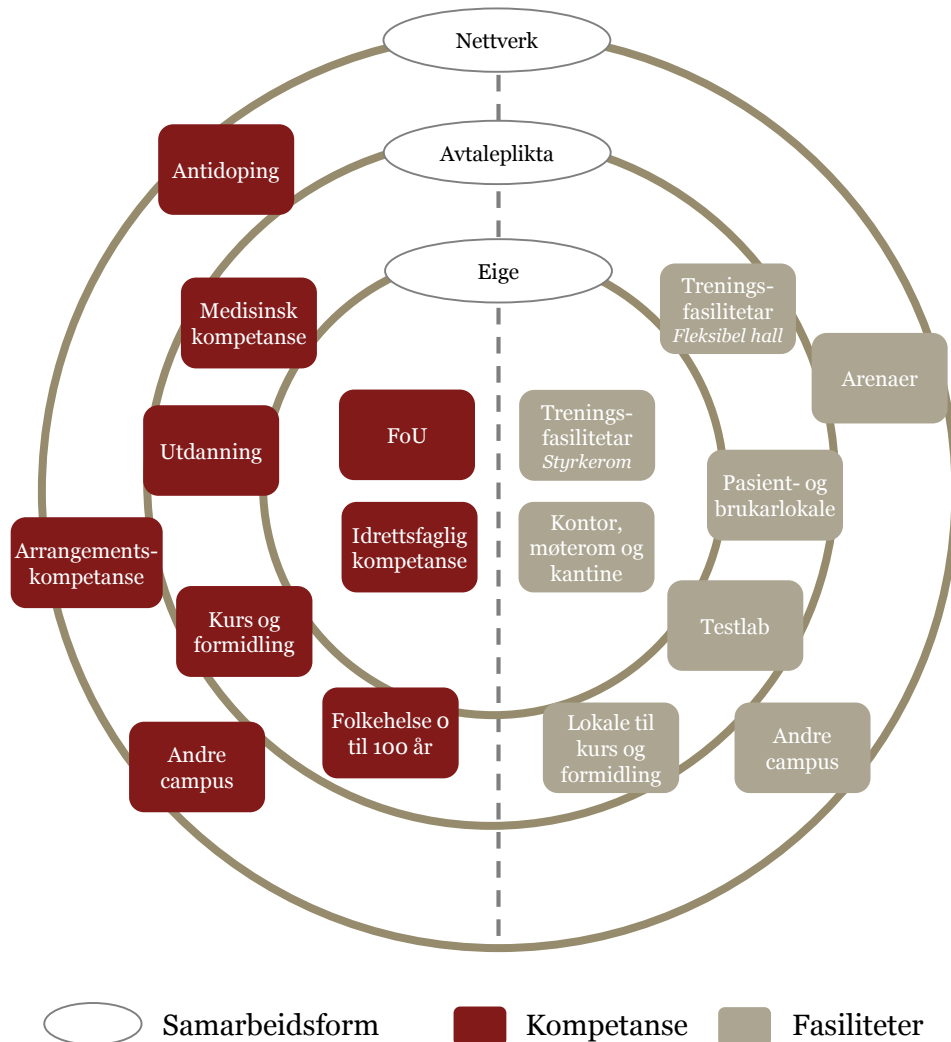 Nettverk
Antidoping
Avtaleplikta
Eige
Medisinsk
kompetanse
Trenings-
fasilitetar
Fleksibel hall
Arenaer
Utdanning
FoU
Trenings-
fasilitetar
Styrkerom
Pasient- og
brukarlokale
Arrangements-
kompetanse
Idrettsfaglig
kompetanse
Kontor,
møterom og
kantine
Kurs og
formidling
Testlab
Andre
campus
Folkehelse 0
til 100 år
Lokale til
kurs og
formidling
Andre
campus
Samarbeidsform
Kompetanse
Fasiliteter